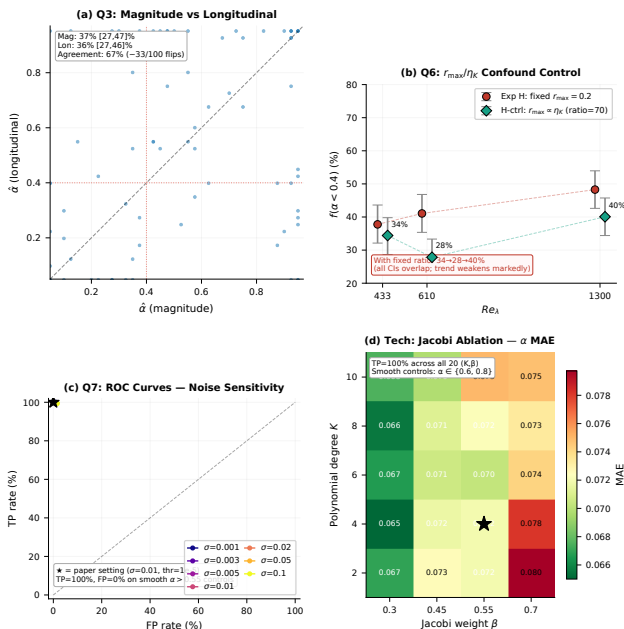 (a) Q3: Magnitude vs Longitudinal
Mag: 37% [27,47]%
Lon: 36% [27,46]%
Agreement: 67% (−33/100 flips)
0.8
0.6
0.4
0.2
α̂ (longitudinal)
0.2 0.4 0.6 0.8
α̂ (magnitude)
(b) Q6: r_max/η_K Confound Control
Exp H: fixed r_max = 0.2
H-ctrl: r_max ∝ η_K (ratio=70)
80
70
60
50
40
30
20
f(α < 0.4) (%)
34%
28%
40%
With fixed ratio 34→28→40%
(all CIs overlap; trend weakens markedly)
433 610 1300
Re_λ
(c) Q7: ROC Curves — Noise Sensitivity
100
80
60
40
20
0
TP rate (%)
★ = paper setting (σ=0.01, thr=1
TP=100%, FP=0% on smooth α >
σ=0.001
σ=0.003
σ=0.005
σ=0.01
σ=0.02
σ=0.05
σ=0.1
0 20 40 60 80 100
FP rate (%)
(d) Tech: Jacobi Ablation — α MAE
TP=100% across all 20 (K,β)
Smooth controls: α ∈ {0.6, 0.8}
10 0.075
8 0.066 0.071 0.073
6 0.067 0.071 0.070 0.074
4 0.065 0.072 0.078
2 0.067 0.073 0.073 0.080
Polynomial degree K
0.3 0.45 0.55 0.7
Jacobi weight β
0.078
0.076
0.074
0.072
0.070
0.068
0.066
MAE